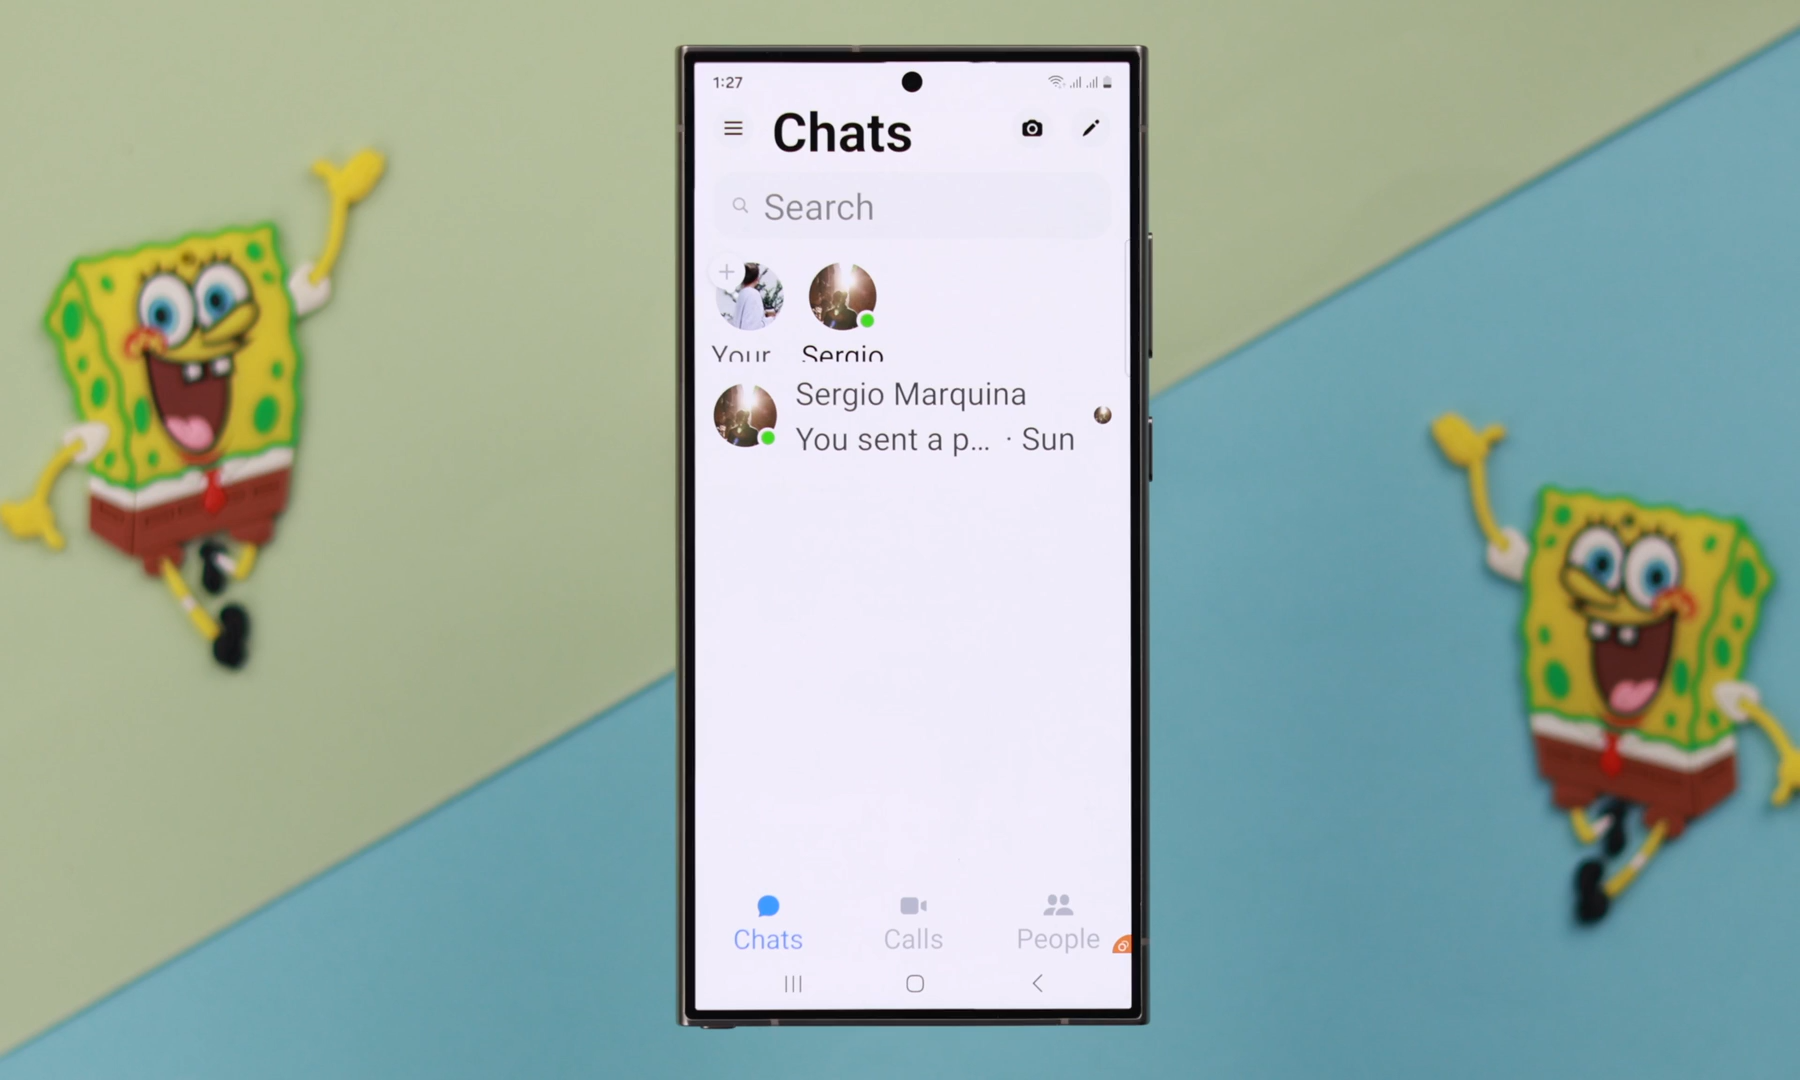 1:27
Chats
Search
Your
Sergio
Sergio Marquina
You sent a p... · Sun
Chats
Calls
People